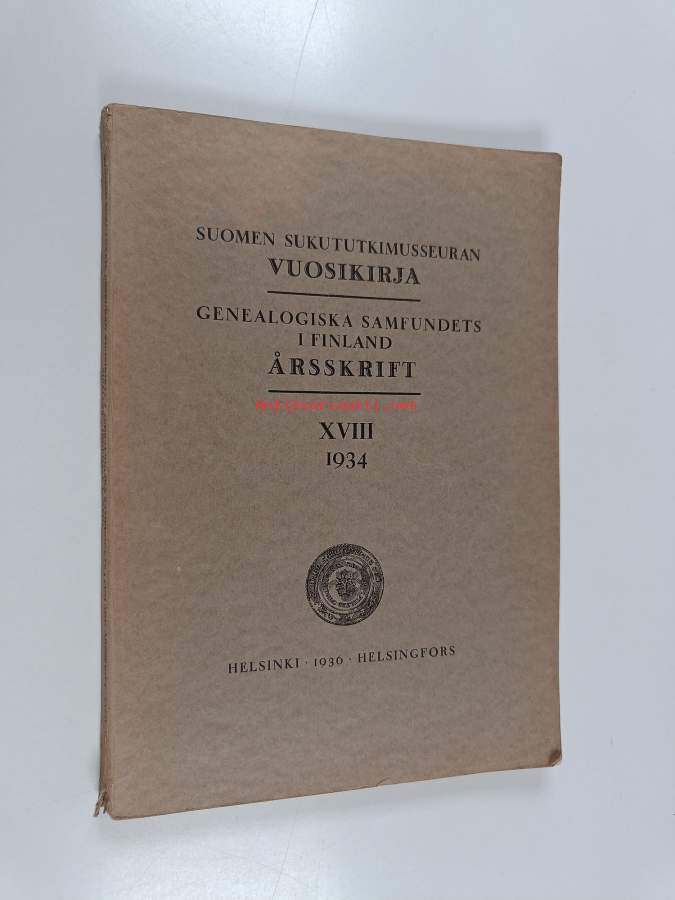 SUOMEN SUKUTUTKIMUSSEURAN
VUOSIKIRJA
GENEALOGISKA SAMFUNDETS
I FINLAND
ÅRSSKRIFT
XVIII
1934
HELSINKI · 1936 · HELSINGFORS